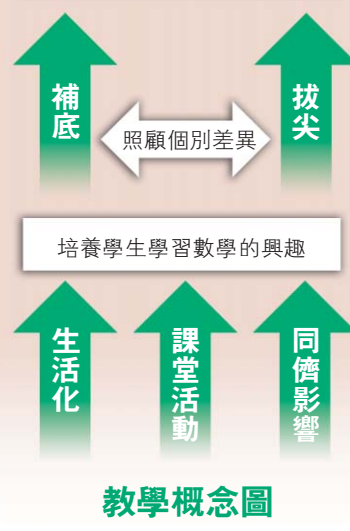 補底
拔尖
照顧個別差異
培養學生學習數學的興趣
生活化
課堂活動
同儕影響
教學概念圖